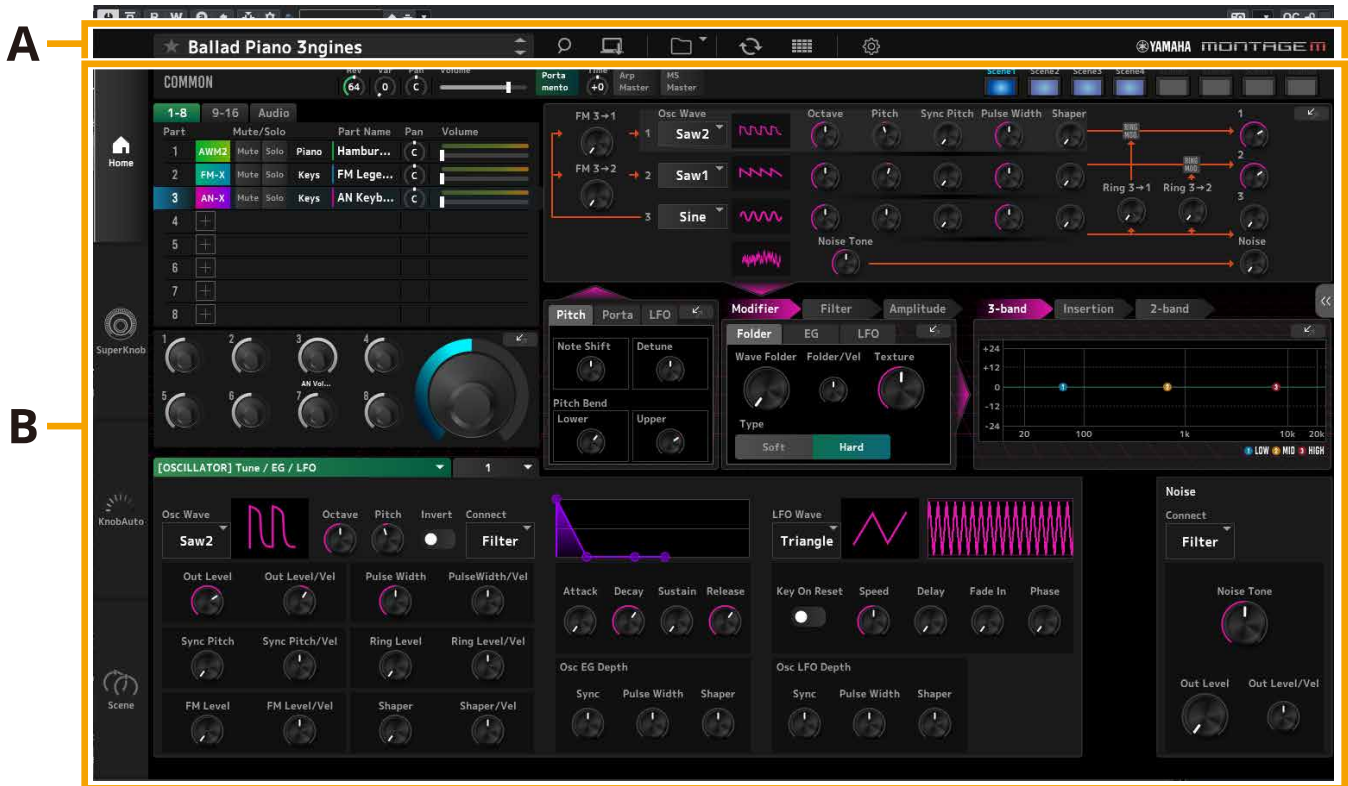 R W
QC
A
Ballad Piano 3ngines
YAMAHA MONTAGE M
B
COMMON
Rev Var Pan Volume
64 0 C
Porta mento
Time +0
Arp Master
MS Master
Scene1 Scene2 Scene3 Scene4
Home
SuperKnob
KnobAuto
Scene
1-8 9-16 Audio
Part Mute/Solo Part Name Pan Volume
1 AWM2 Mute Solo Piano Hambur... C
2 FM-X Mute Solo Keys FM Lege... C
3 AN-X Mute Solo Keys AN Keyb... C
4 +
5 +
6 +
7 +
8 +
1 2 3 4
AN Vol...
5 6 7 8
FM 3→1 Osc Wave Octave Pitch Sync Pitch Pulse Width Shaper
1 Saw2 RING MOD 1
FM 3→2 2 Saw1 RING MOD 2
Ring 3→1 Ring 3→2
3 Sine 3
Noise Tone Noise
Pitch Porta LFO
Note Shift Detune
Pitch Bend
Lower Upper
Modifier Filter Amplitude
Folder EG LFO
Wave Folder Folder/Vel Texture
Type
Soft Hard
3-band Insertion 2-band
+24
+12
0 1 2 3
-12
-24
20 100 1k 10k 20k
1 LOW 2 MID 3 HIGH
[OSCILLATOR] Tune / EG / LFO 1
Osc Wave Octave Pitch Invert Connect
Saw2 Filter
Out Level Out Level/Vel Pulse Width PulseWidth/Vel
Sync Pitch Sync Pitch/Vel Ring Level Ring Level/Vel
FM Level FM Level/Vel Shaper Shaper/Vel
Attack Decay Sustain Release
Osc EG Depth
Sync Pulse Width Shaper
LFO Wave
Triangle
Key On Reset Speed Delay Fade In Phase
Osc LFO Depth
Sync Pulse Width Shaper
Noise
Connect
Filter
Noise Tone
Out Level Out Level/Vel